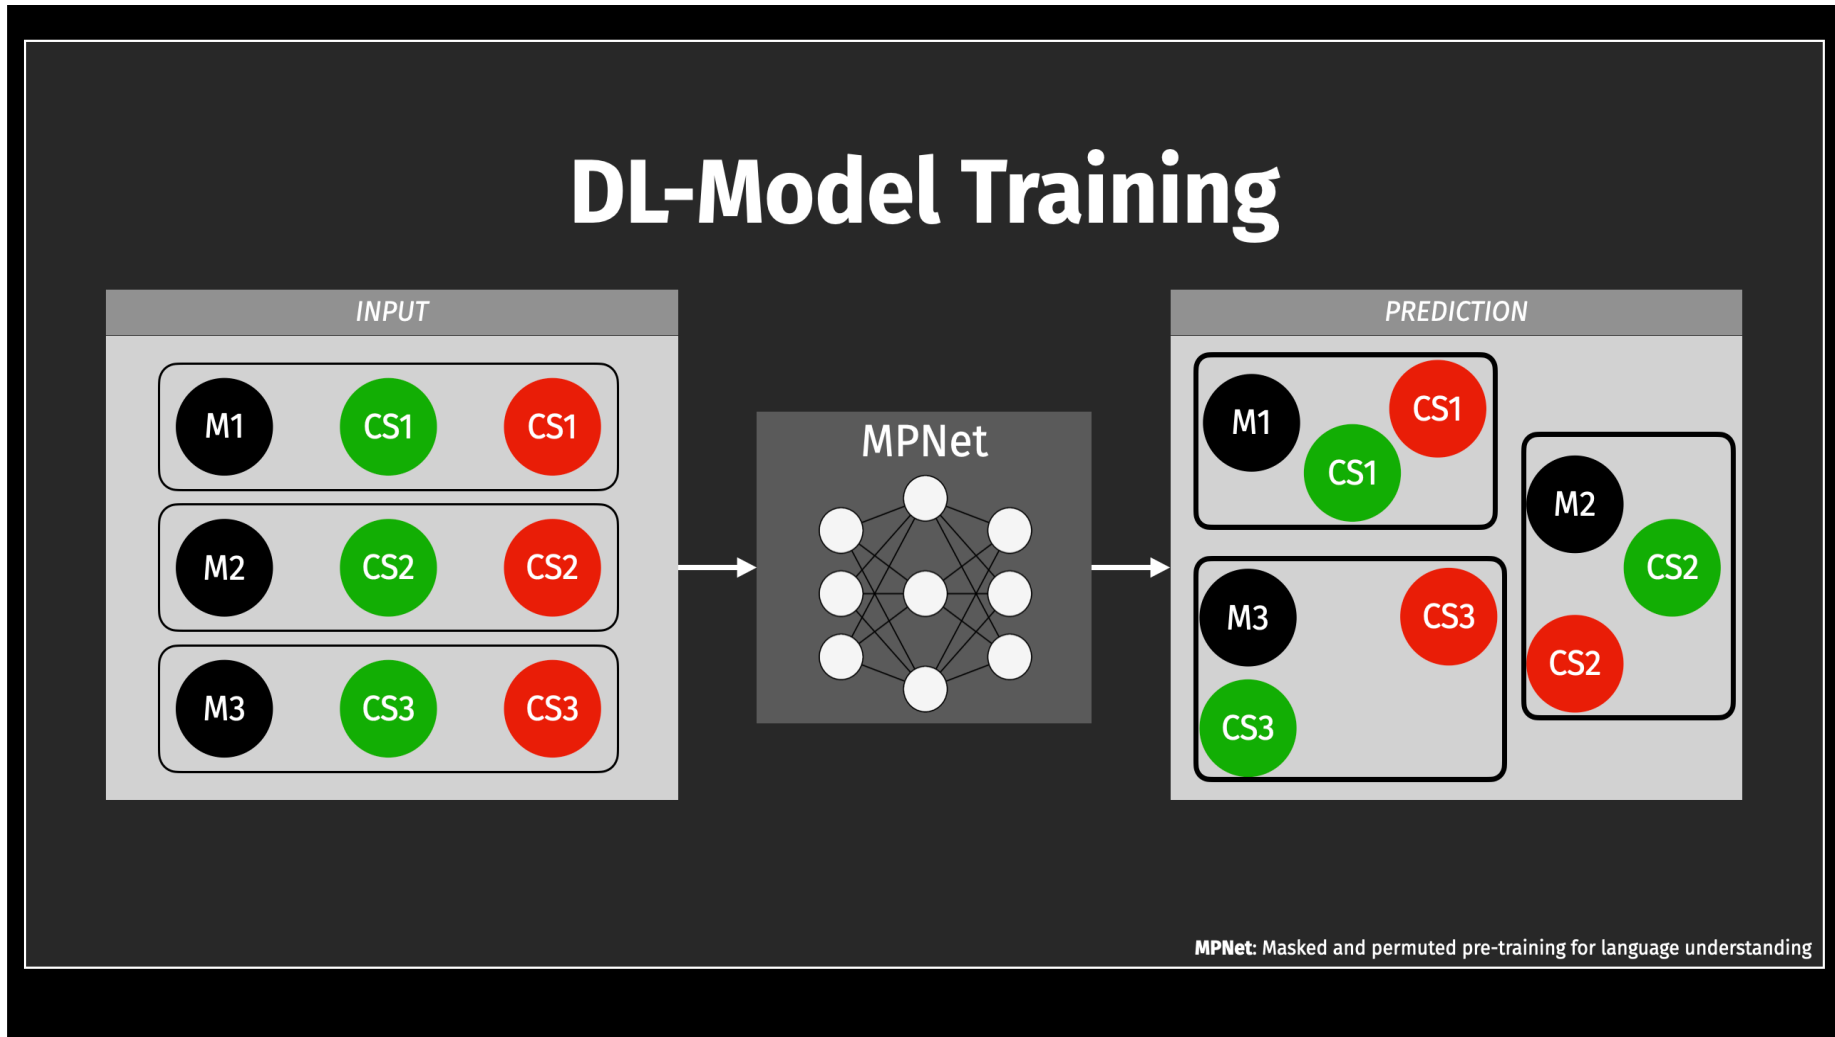 DL-Model Training
INPUT
M1 CS1 CS1
M2 CS2 CS2
M3 CS3 CS3
MPNet
PREDICTION
M1
CS1
CS1
M2
CS2
CS2
M3
CS3
CS3
MPNet: Masked and permuted pre-training for language understanding